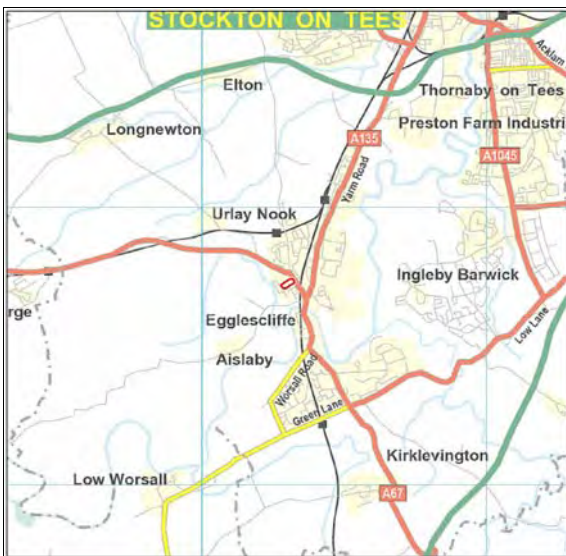 STOCKTON ON TEES
Acklam
Elton
Thornaby on Tees
Longnewton
Preston Farm Industri
A135
A1045
Yarm Road
Urlay Nook
Ingleby Barwick
rge
Egglescliffe
Low Lane
Aislaby
Worsall Road
Green Lane
Kirklevington
Low Worsall
A67